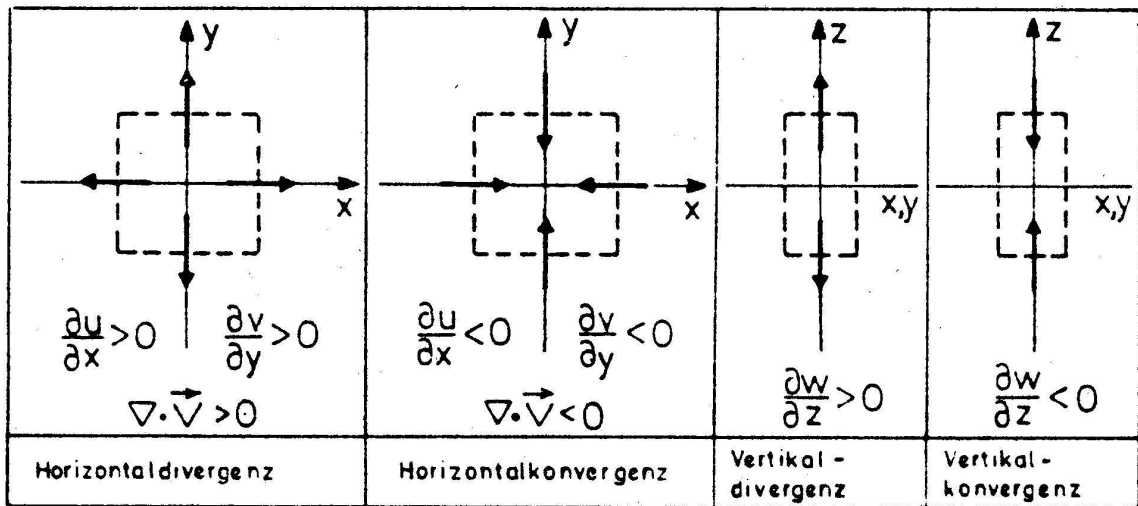 y
x
∂u/∂x >0 ∂v/∂y >0
∇·V⃗ >0
Horizontaldivergenz
y
x
∂u/∂x <0 ∂v/∂y <0
∇·V⃗ <0
Horizontalkonvergenz
z
x,y
∂w/∂z >0
Vertikal-
divergenz
z
x,y
∂w/∂z <0
Vertikal-
konvergenz